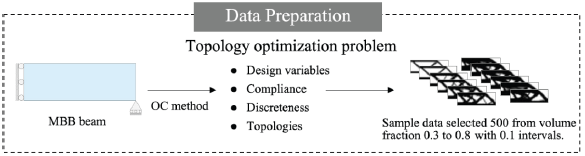 Data Preparation
Topology optimization problem
MBB beam
OC method
● Design variables
● Compliance
● Discreteness
● Topologies
Sample data selected 500 from volume
fraction 0.3 to 0.8 with 0.1 intervals.